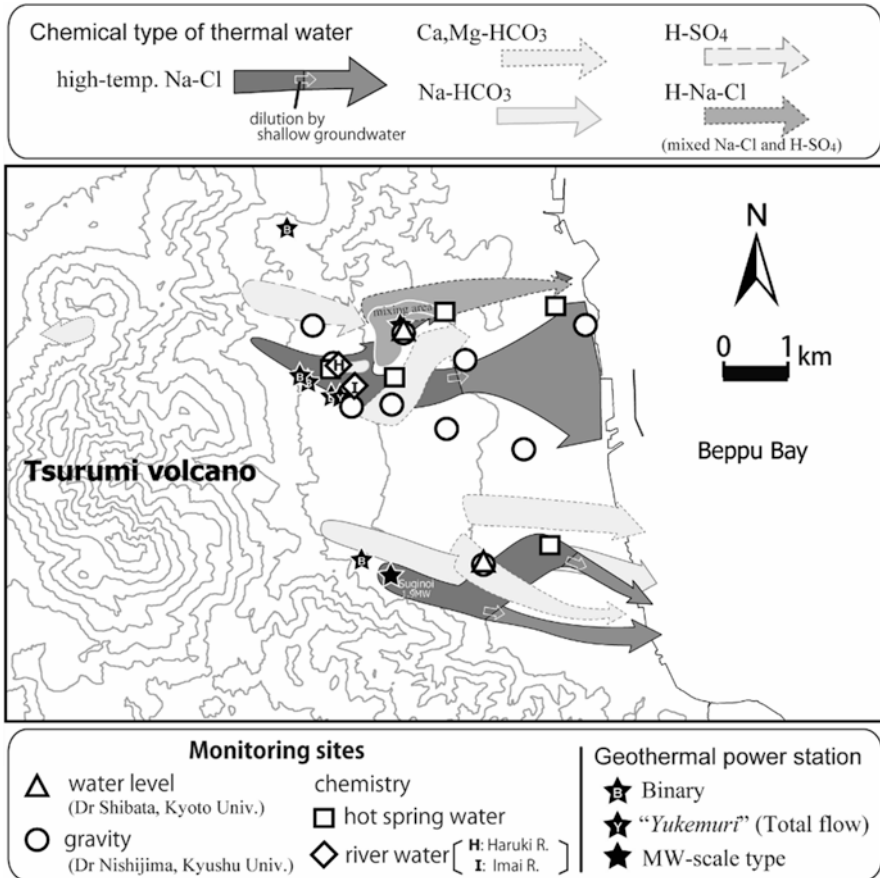 Chemical type of thermal water
high-temp. Na-Cl
dilution by
shallow groundwater
Ca,Mg-HCO3
Na-HCO3
H-SO4
H-Na-Cl
(mixed Na-Cl and H-SO4)
N
B
mixing area
0 1
km
H
B
I
Tsurumi volcano
Beppu Bay
B
Suginoi
1.9MW
Monitoring sites
water level
(Dr Shibata, Kyoto Univ.)
gravity
(Dr Nishijima, Kyushu Univ.)
chemistry
hot spring water
river water
H: Haruki R.
I: Imai R.
Geothermal power station
B Binary
Y "Yukemuri" (Total flow)
MW-scale type